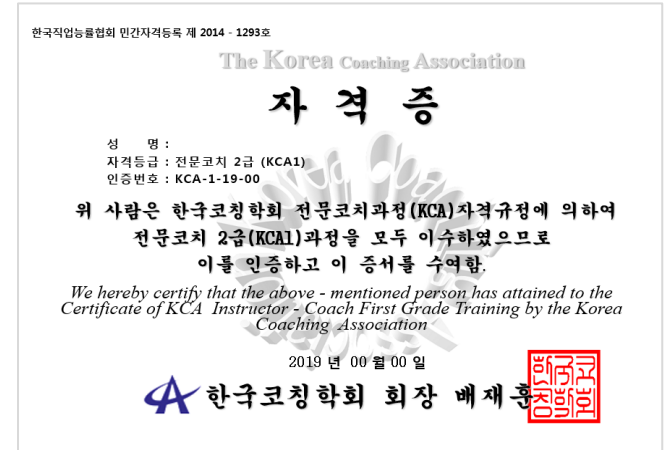 한국직업능률협회 민간자격등록 제 2014 - 1293호
The Korea Coaching Association
자 격 증
성 명 :
자격등급 : 전문코치 2급 (KCA1)
인증번호 : KCA-1-19-00
위 사람은 한국코칭학회 전문코치과정(KCA)자격규정에 의하여
전문코치 2급(KCA1)과정을 모두 이수하였으므로
이를 인증하고 이 증서를 수여함.
We hereby certify that the above - mentioned person has attained to the
Certificate of KCA Instructor - Coach First Grade Training by the Korea
Coaching Association
2019 년 00 월 00 일
한국코칭학회 회장 배재훈